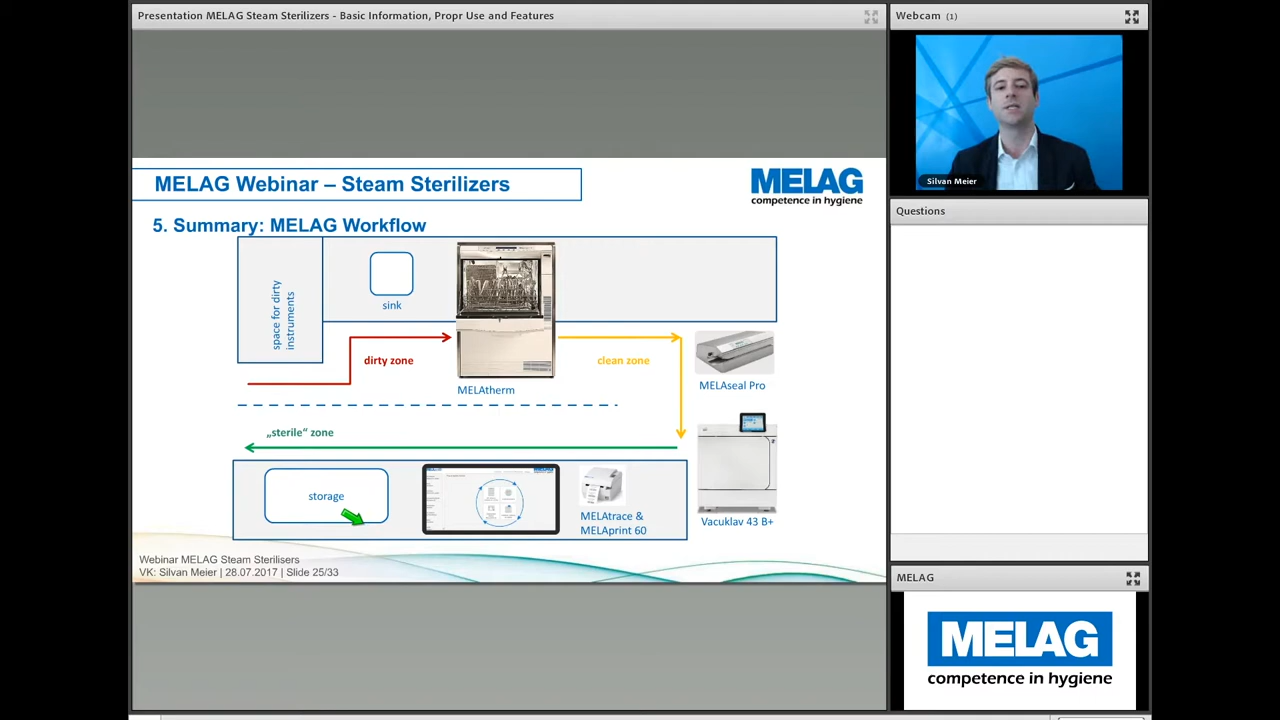 Presentation MELAG Steam Sterilizers - Basic Information, Propr Use and Features
Webcam (1)
Silvan Meier
Questions
MELAG
MELAG
competence in hygiene
MELAG Webinar – Steam Sterilizers
MELAG
competence in hygiene
5. Summary: MELAG Workflow
space for dirty
instruments
sink
dirty zone
clean zone
MELAtherm
MELAseal Pro
„sterile“ zone
storage
MELAG
MELAtrace &
MELAprint 60
Vacuklav 43 B+
Webinar MELAG Steam Sterilisers
VK: Silvan Meier | 28.07.2017 | Slide 25/33